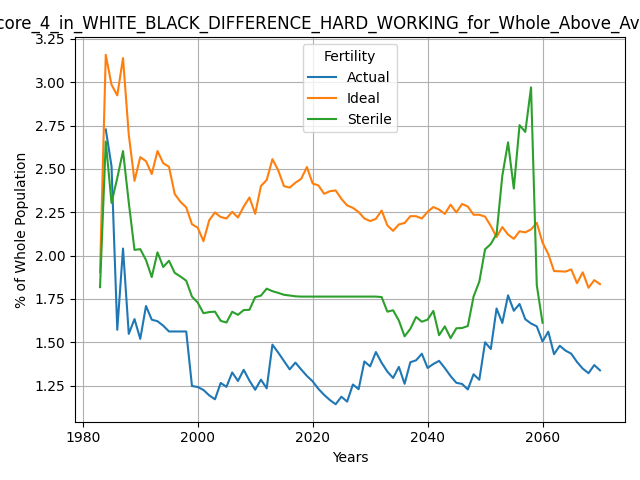 core_4_in_WHITE_BLACK_DIFFERENCE_HARD_WORKING_for_Whole_Above_Av
Fertility
Actual
Ideal
Sterile
% of Whole Population
3.25
3.00
2.75
2.50
2.25
2.00
1.75
1.50
1.25
1980
2000
2020
2040
2060
Years